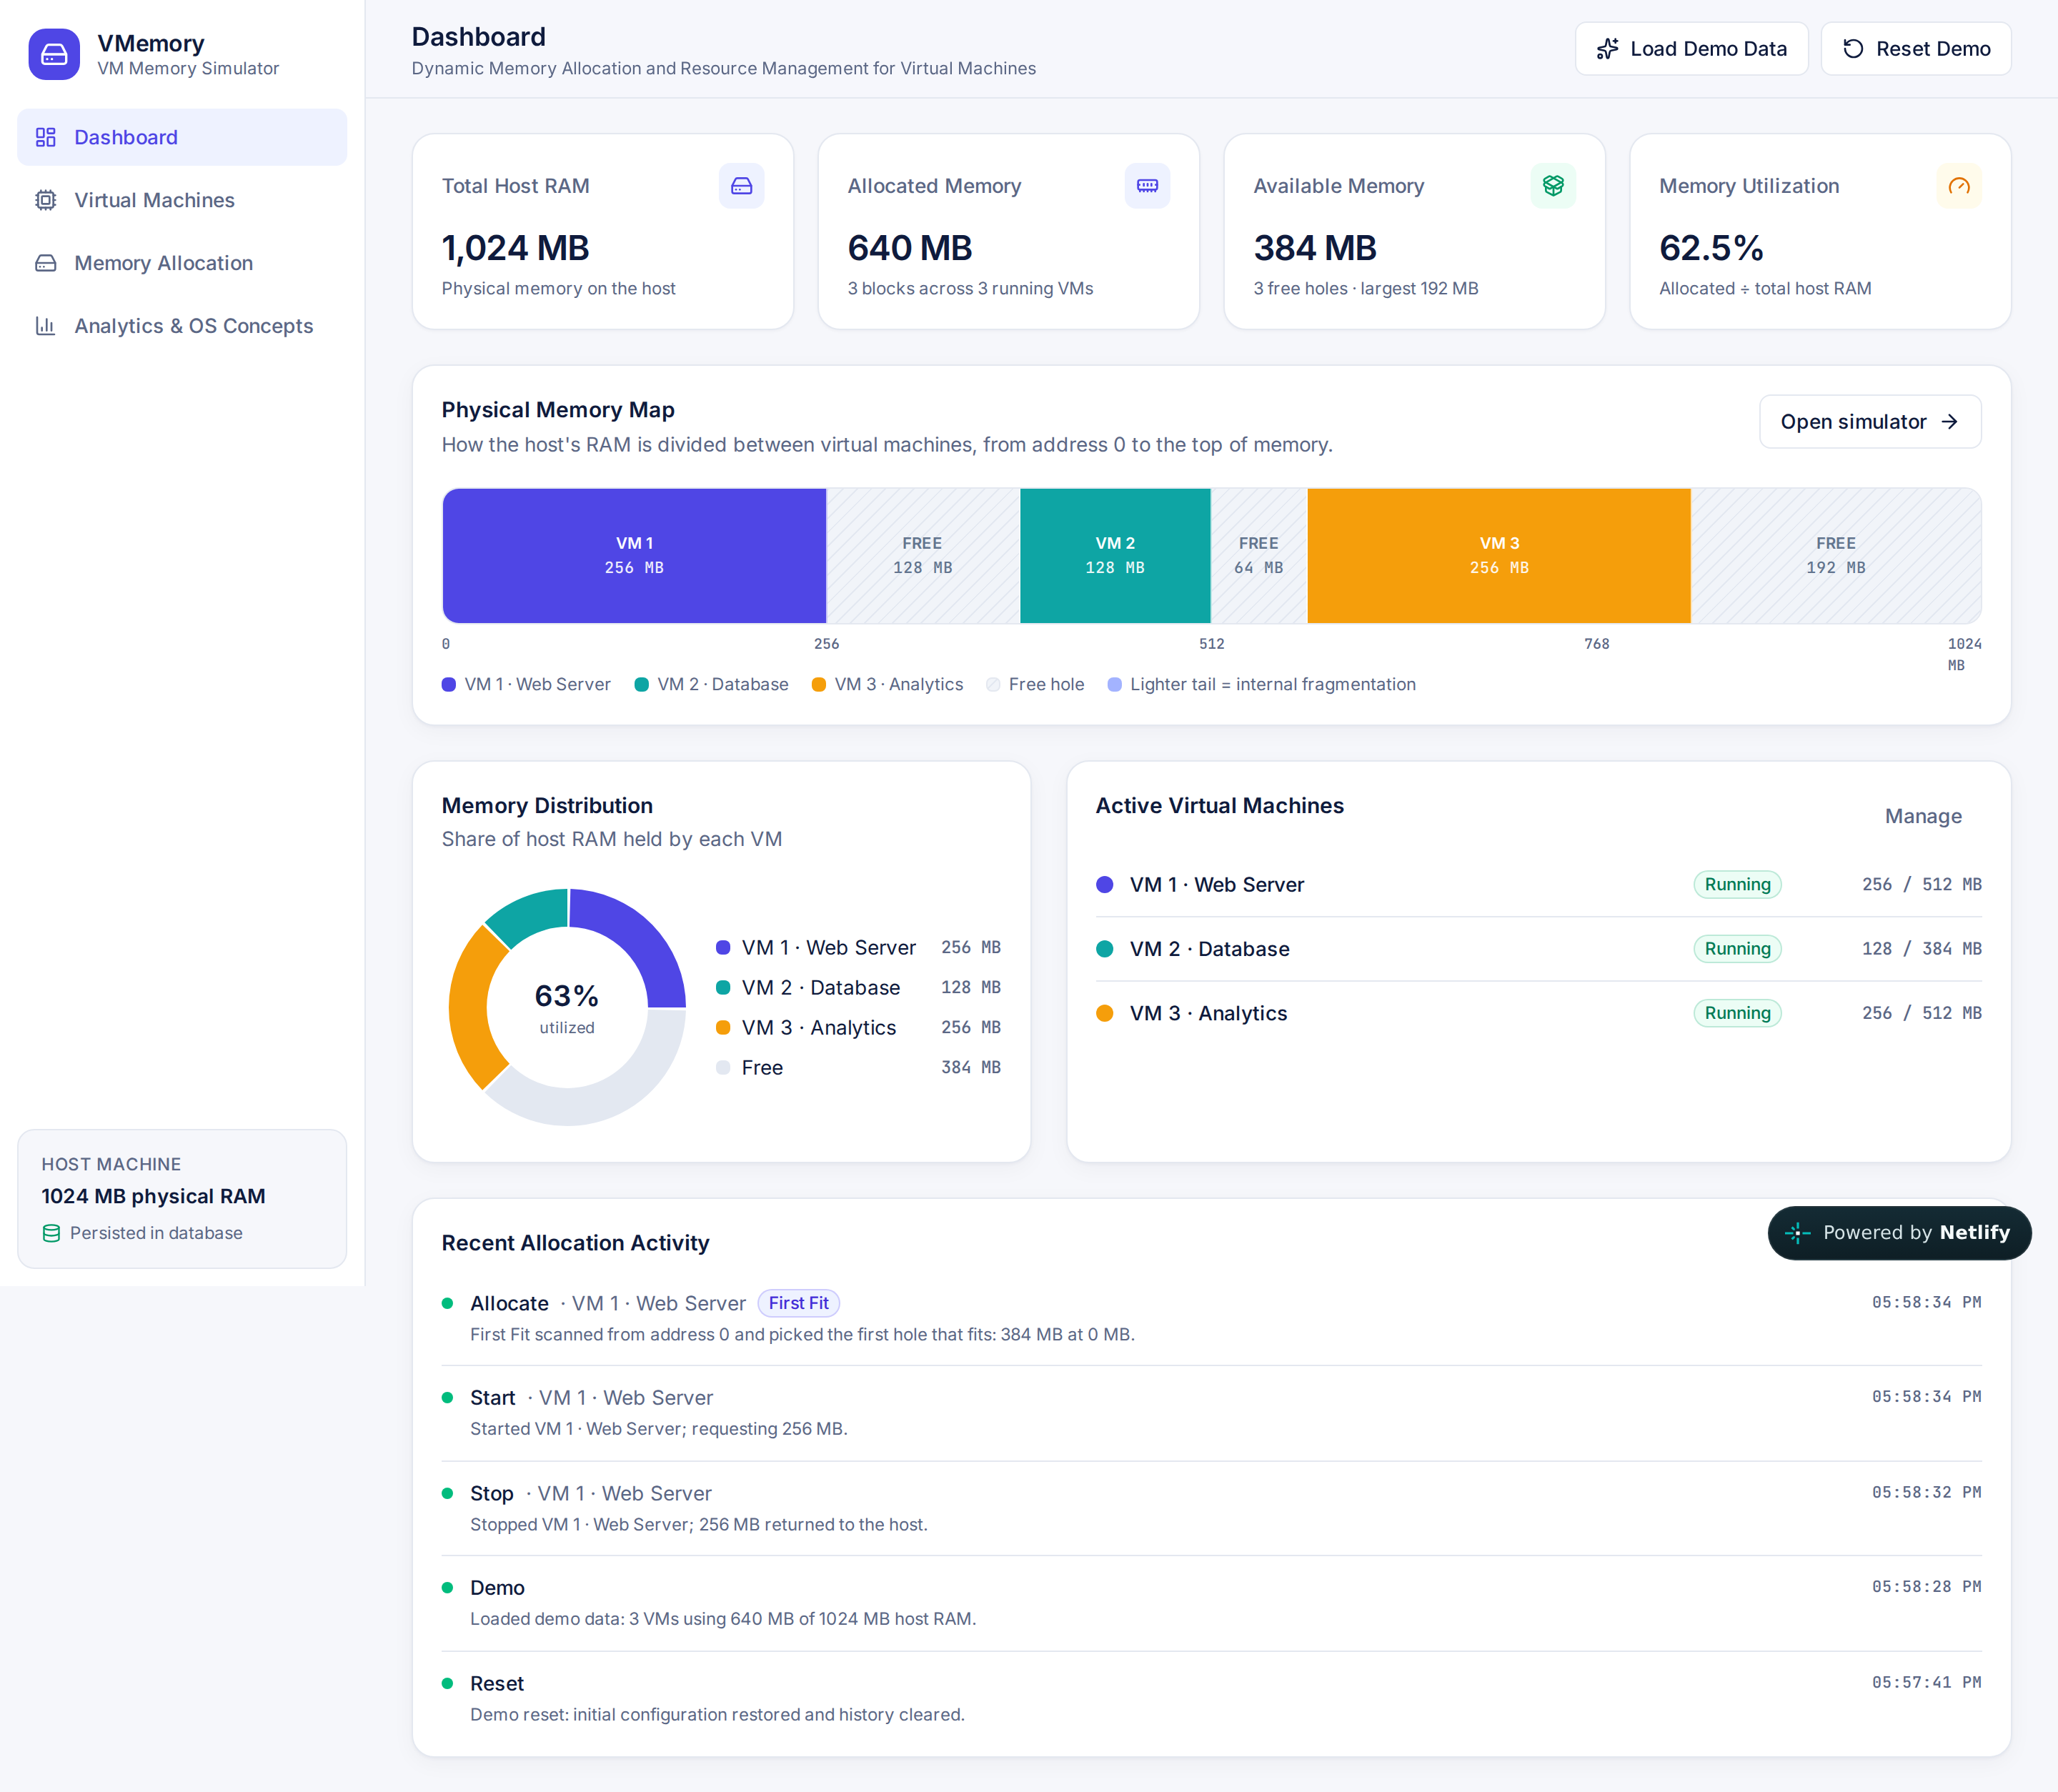 VMemory
VM Memory Simulator
Dashboard
Virtual Machines
Memory Allocation
Analytics & OS Concepts
HOST MACHINE
1024 MB physical RAM
Persisted in database
Dashboard
Dynamic Memory Allocation and Resource Management for Virtual Machines
Load Demo Data
Reset Demo
Total Host RAM
1,024 MB
Physical memory on the host
Allocated Memory
640 MB
3 blocks across 3 running VMs
Available Memory
384 MB
3 free holes · largest 192 MB
Memory Utilization
62.5%
Allocated ÷ total host RAM
Physical Memory Map
How the host's RAM is divided between virtual machines, from address 0 to the top of memory.
Open simulator
VM 1
256 MB
FREE
128 MB
VM 2
128 MB
FREE
64 MB
VM 3
256 MB
FREE
192 MB
0 256 512 768 1024
MB
VM 1 · Web Server VM 2 · Database VM 3 · Analytics Free hole Lighter tail = internal fragmentation
Memory Distribution
Share of host RAM held by each VM
63%
utilized
VM 1 · Web Server 256 MB
VM 2 · Database 128 MB
VM 3 · Analytics 256 MB
Free 384 MB
Active Virtual Machines
Manage
VM 1 · Web Server Running 256 / 512 MB
VM 2 · Database Running 128 / 384 MB
VM 3 · Analytics Running 256 / 512 MB
Recent Allocation Activity
Powered by Netlify
Allocate · VM 1 · Web Server First Fit 05:58:34 PM
First Fit scanned from address 0 and picked the first hole that fits: 384 MB at 0 MB.
Start · VM 1 · Web Server 05:58:34 PM
Started VM 1 · Web Server; requesting 256 MB.
Stop · VM 1 · Web Server 05:58:32 PM
Stopped VM 1 · Web Server; 256 MB returned to the host.
Demo 05:58:28 PM
Loaded demo data: 3 VMs using 640 MB of 1024 MB host RAM.
Reset 05:57:41 PM
Demo reset: initial configuration restored and history cleared.